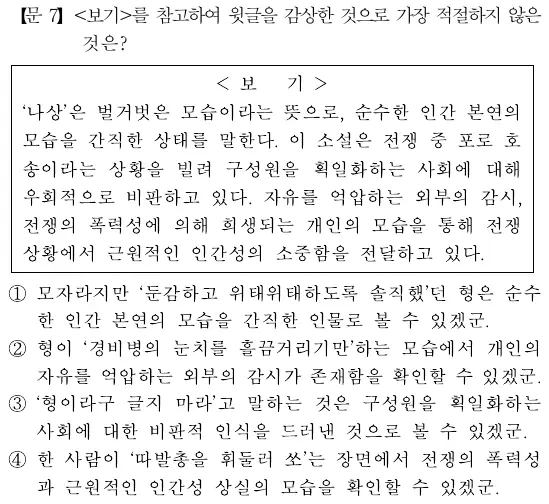 【문 7】 <보기>를 참고하여 윗글을 감상한 것으로 가장 적절하지 않은
것은?
< 보 기 >
'나상'은 벌거벗은 모습이라는 뜻으로, 순수한 인간 본연의
모습을 간직한 상태를 말한다. 이 소설은 전쟁 중 포로 호
송이라는 상황을 빌려 구성원을 획일화하는 사회에 대해
우회적으로 비판하고 있다. 자유를 억압하는 외부의 감시,
전쟁의 폭력성에 의해 희생되는 개인의 모습을 통해 전쟁
상황에서 근원적인 인간성의 소중함을 전달하고 있다.
① 모자라지만 '둔감하고 위태위태하도록 솔직했'던 형은 순수
한 인간 본연의 모습을 간직한 인물로 볼 수 있겠군.
② 형이 '경비병의 눈치를 흘끔거리기만'하는 모습에서 개인의
자유를 억압하는 외부의 감시가 존재함을 확인할 수 있겠군.
③ '형이라구 글지 마라'고 말하는 것은 구성원을 획일화하는
사회에 대한 비판적 인식을 드러낸 것으로 볼 수 있겠군.
④ 한 사람이 '따발총을 휘둘러 쏘'는 장면에서 전쟁의 폭력성
과 근원적인 인간성 상실의 모습을 확인할 수 있겠군.